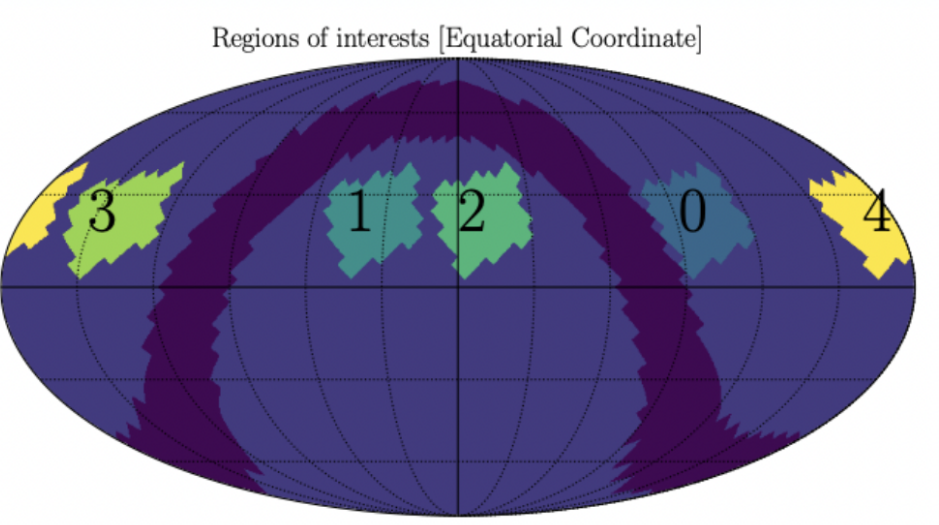 Regions of interests [Equatorial Coordinate]
3 1 2 0 4